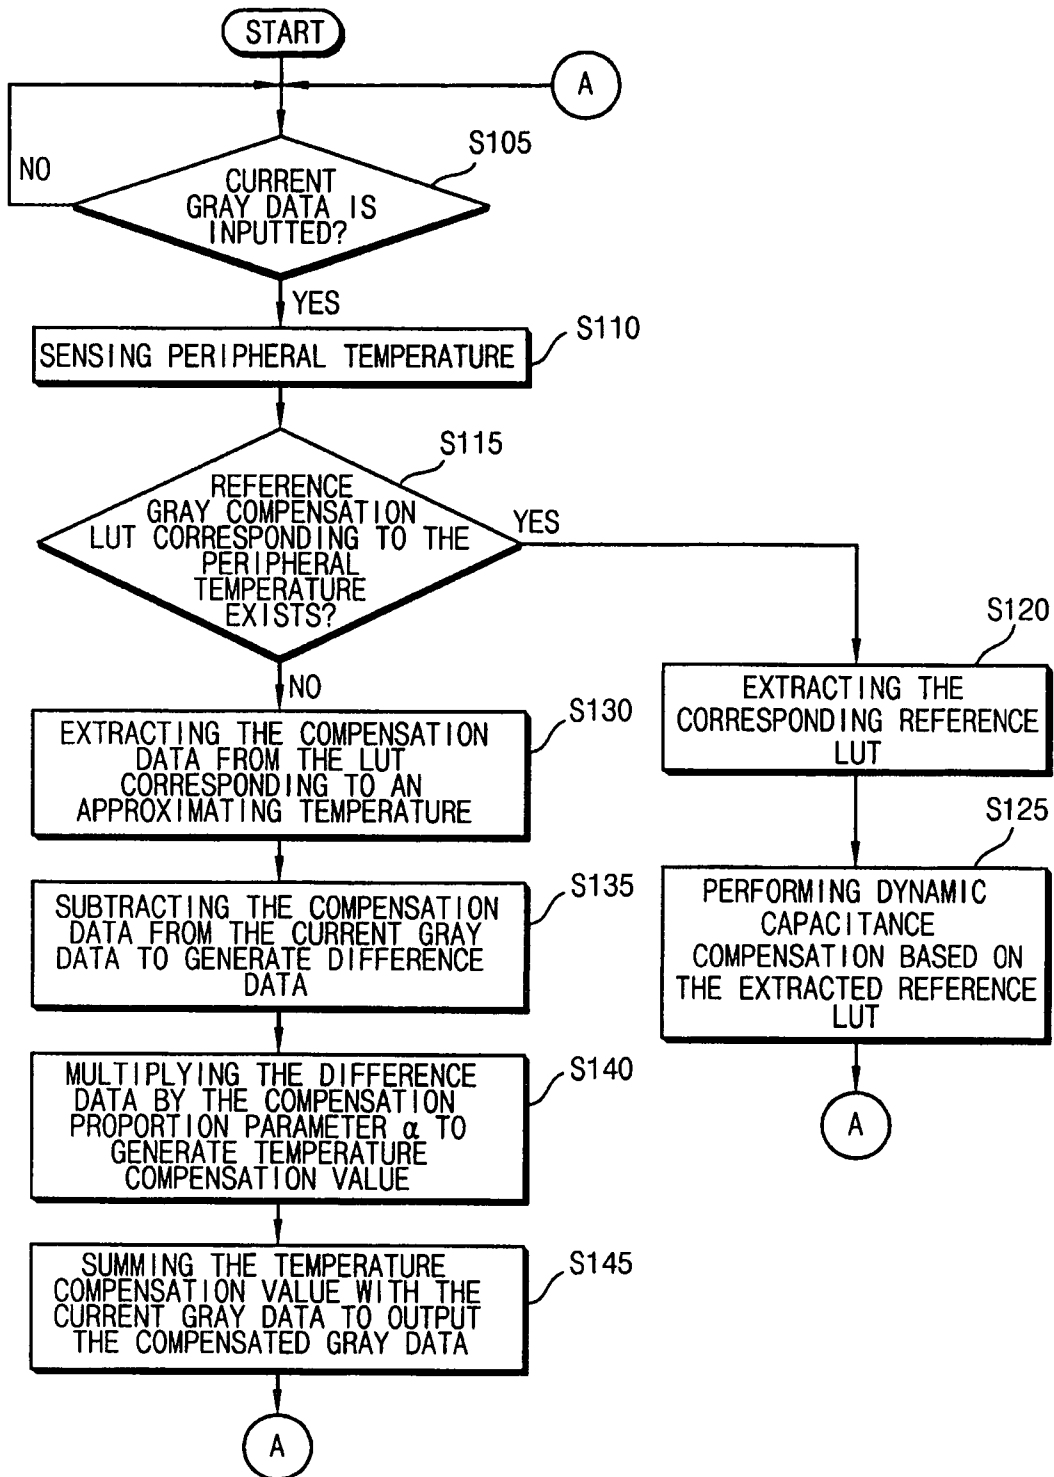 START
A
S105
NO
CURRENT
GRAY DATA IS
INPUTTED?
YES
S110
SENSING PERIPHERAL TEMPERATURE
S115
REFERENCE
GRAY COMPENSATION
LUT CORRESPONDING TO THE
PERIPHERAL
TEMPERATURE
EXISTS?
YES
NO
S120
EXTRACTING THE
CORRESPONDING REFERENCE
LUT
S125
PERFORMING DYNAMIC
CAPACITANCE
COMPENSATION BASED ON
THE EXTRACTED REFERENCE
LUT
A
S130
EXTRACTING THE COMPENSATION
DATA FROM THE LUT
CORRESPONDING TO AN
APPROXIMATING TEMPERATURE
S135
SUBTRACTING THE COMPENSATION
DATA FROM THE CURRENT GRAY
DATA TO GENERATE DIFFERENCE
DATA
S140
MULTIPLYING THE DIFFERENCE
DATA BY THE COMPENSATION
PROPORTION PARAMETER α TO
GENERATE TEMPERATURE
COMPENSATION VALUE
S145
SUMMING THE TEMPERATURE
COMPENSATION VALUE WITH THE
CURRENT GRAY DATA TO OUTPUT
THE COMPENSATED GRAY DATA
A